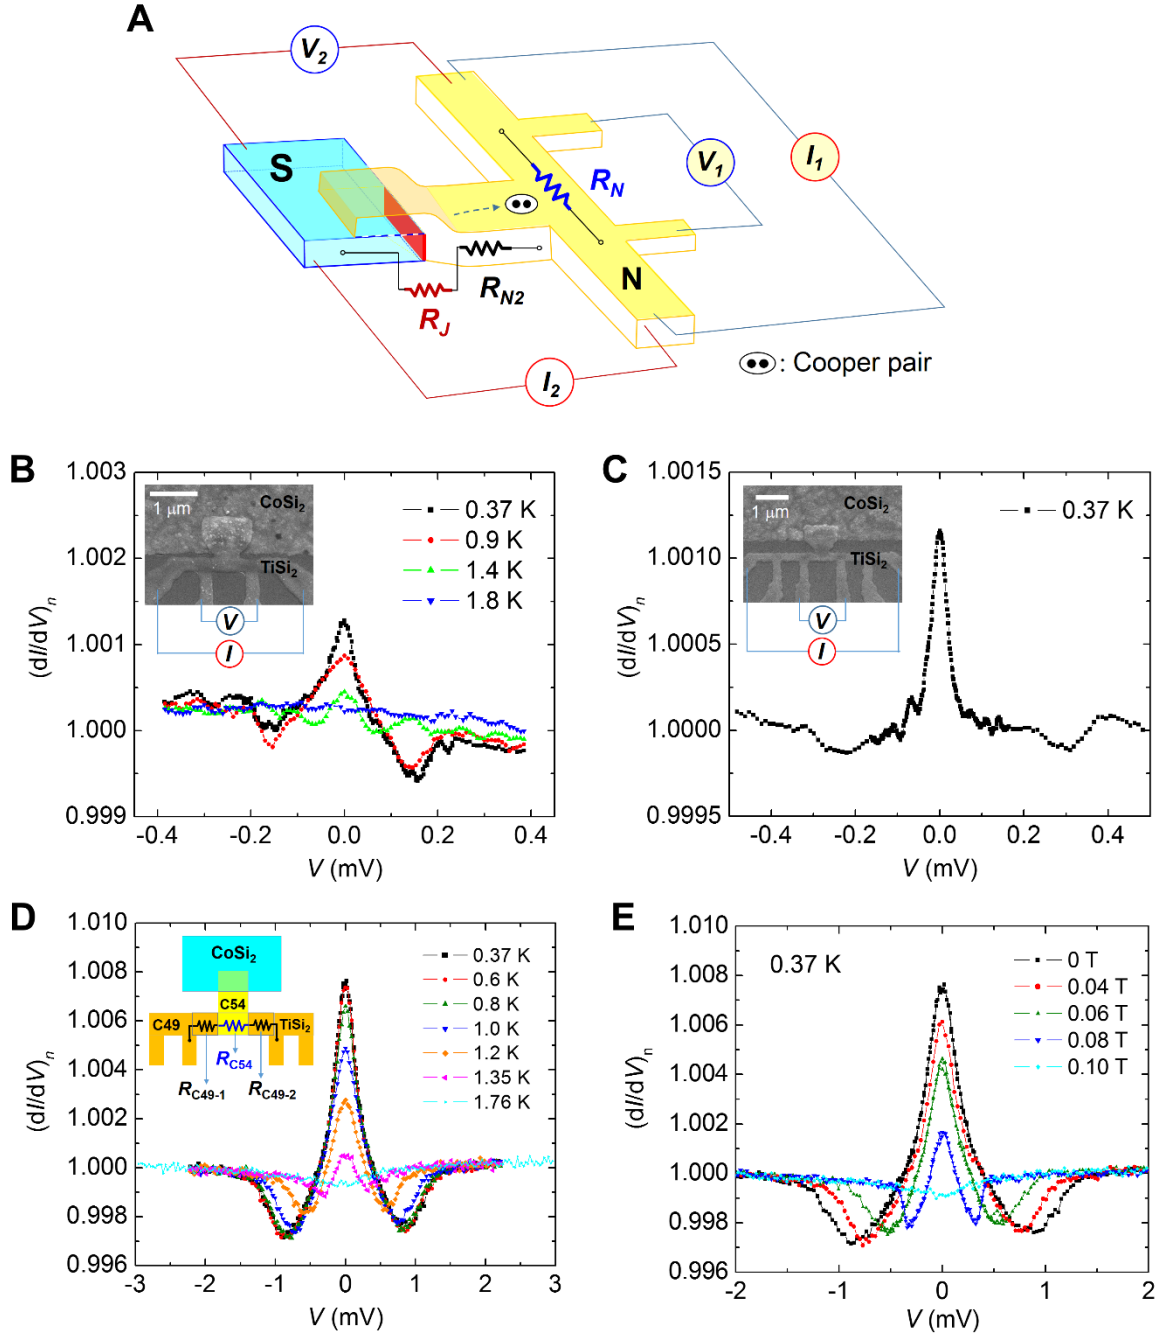 A
V₂
S
R_N
V₁
I₁
N
R_N2
R_J
I₂
: Cooper pair
B
1.003
1.002
1.001
1.000
0.999
(dI/dV)ₙ
1 μm
CoSi₂
TiSi₂
V
I
0.37 K
0.9 K
1.4 K
1.8 K
-0.4 -0.2 0.0 0.2 0.4
V (mV)
C
1.0015
1.0010
1.0005
1.0000
0.9995
(dI/dV)ₙ
1 μm
CoSi₂
TiSi₂
V
I
0.37 K
-0.4 -0.2 0.0 0.2 0.4
V (mV)
D
1.010
1.008
1.006
1.004
1.002
1.000
0.998
0.996
(dI/dV)ₙ
CoSi₂
C54
C49
TiSi₂
R_C54
R_C49-1
R_C49-2
0.37 K
0.6 K
0.8 K
1.0 K
1.2 K
1.35 K
1.76 K
-3 -2 -1 0 1 2 3
V (mV)
E
1.010
1.008
1.006
1.004
1.002
1.000
0.998
0.996
(dI/dV)ₙ
0.37 K
0 T
0.04 T
0.06 T
0.08 T
0.10 T
-2 -1 0 1 2
V (mV)